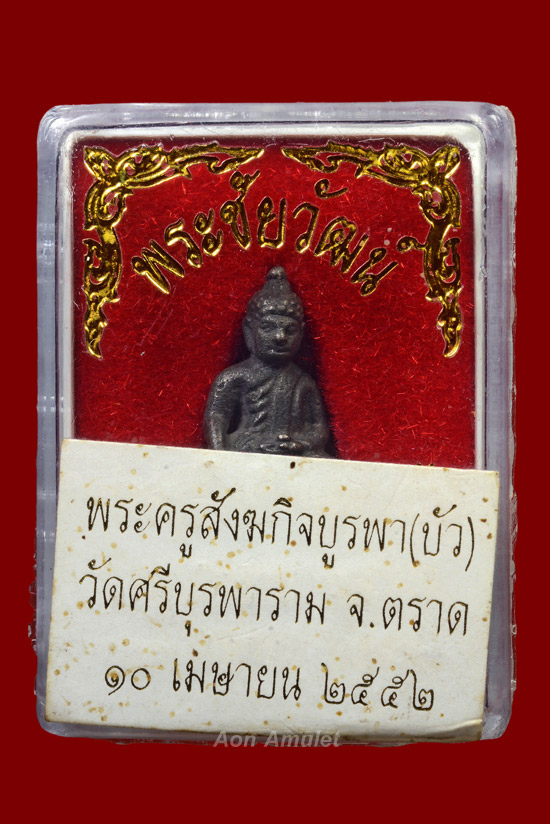 พระชัยวัฒน์
พระครูสังฆกิจบูรพา(บัว)
วัดศรีบุรพาราม จ.ตราด
๑๐ เมษายน ๒๕๕๒
Aon Amulet